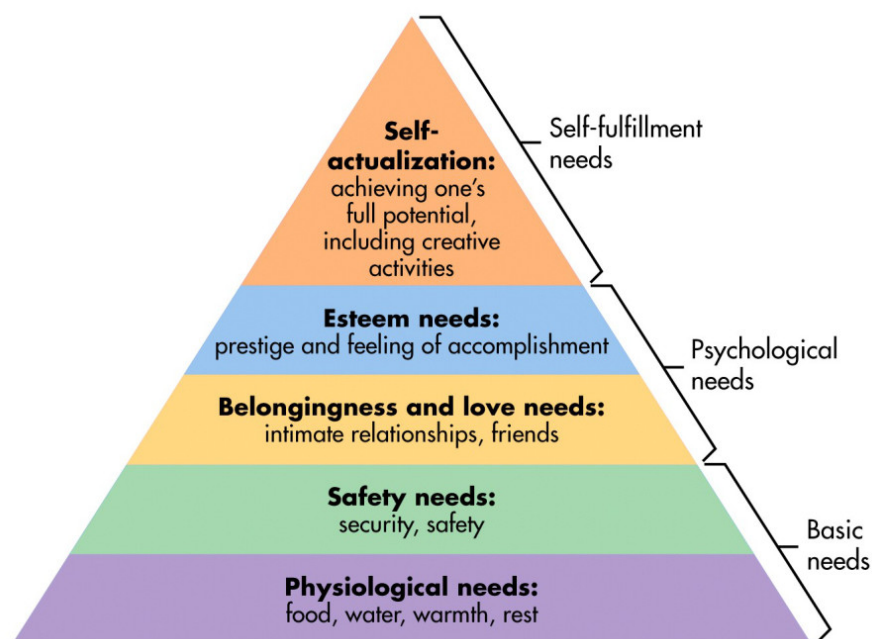 Self-
actualization:
achieving one's
full potential,
including creative
activities
Self-fulfillment
needs
Esteem needs:
prestige and feeling of accomplishment
Psychological
needs
Belongingness and love needs:
intimate relationships, friends
Safety needs:
security, safety
Basic
needs
Physiological needs:
food, water, warmth, rest